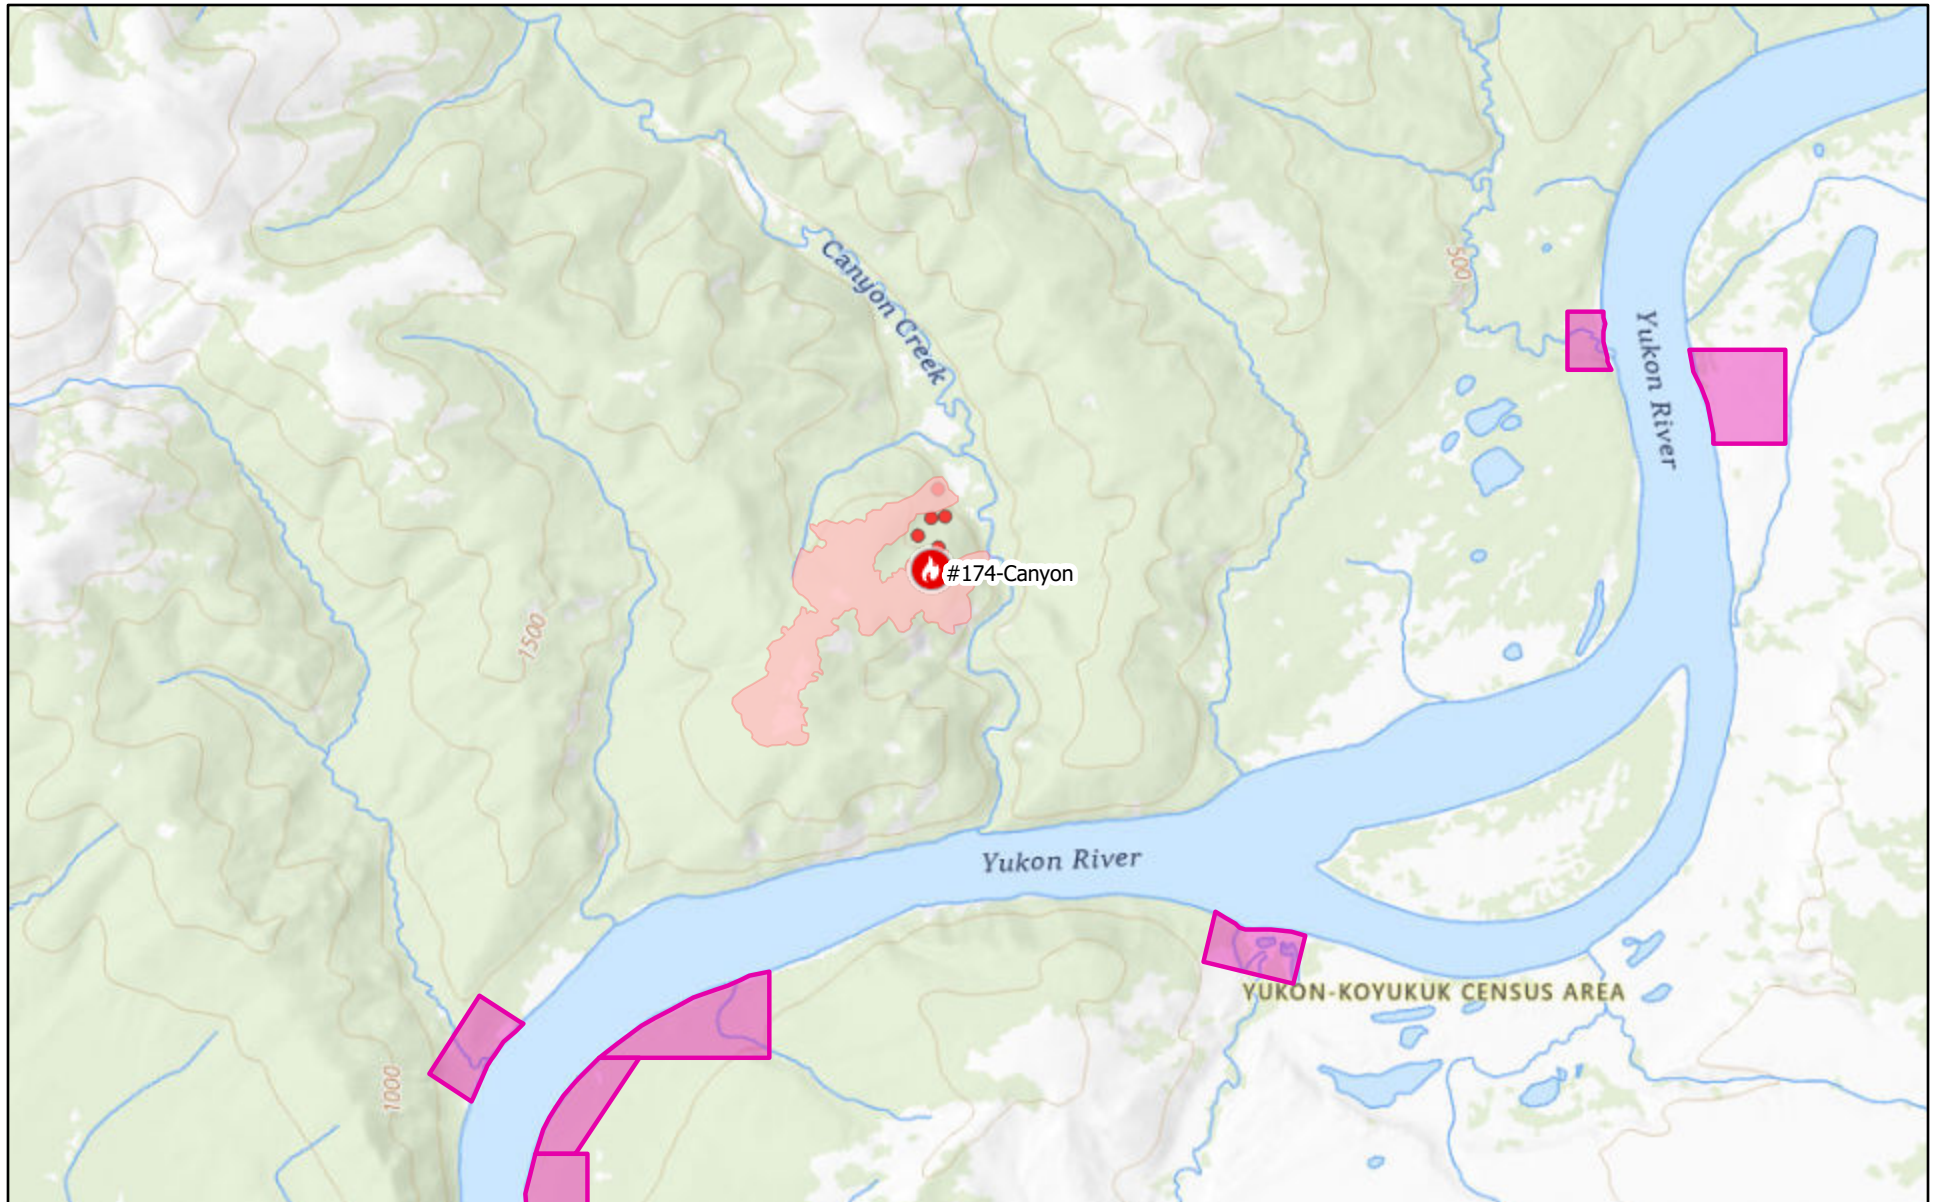 Canyon Creek
500
Yukon River
#174-Canyon
1500
Yukon River
YUKON-KOYUKUK CENSUS AREA
1000